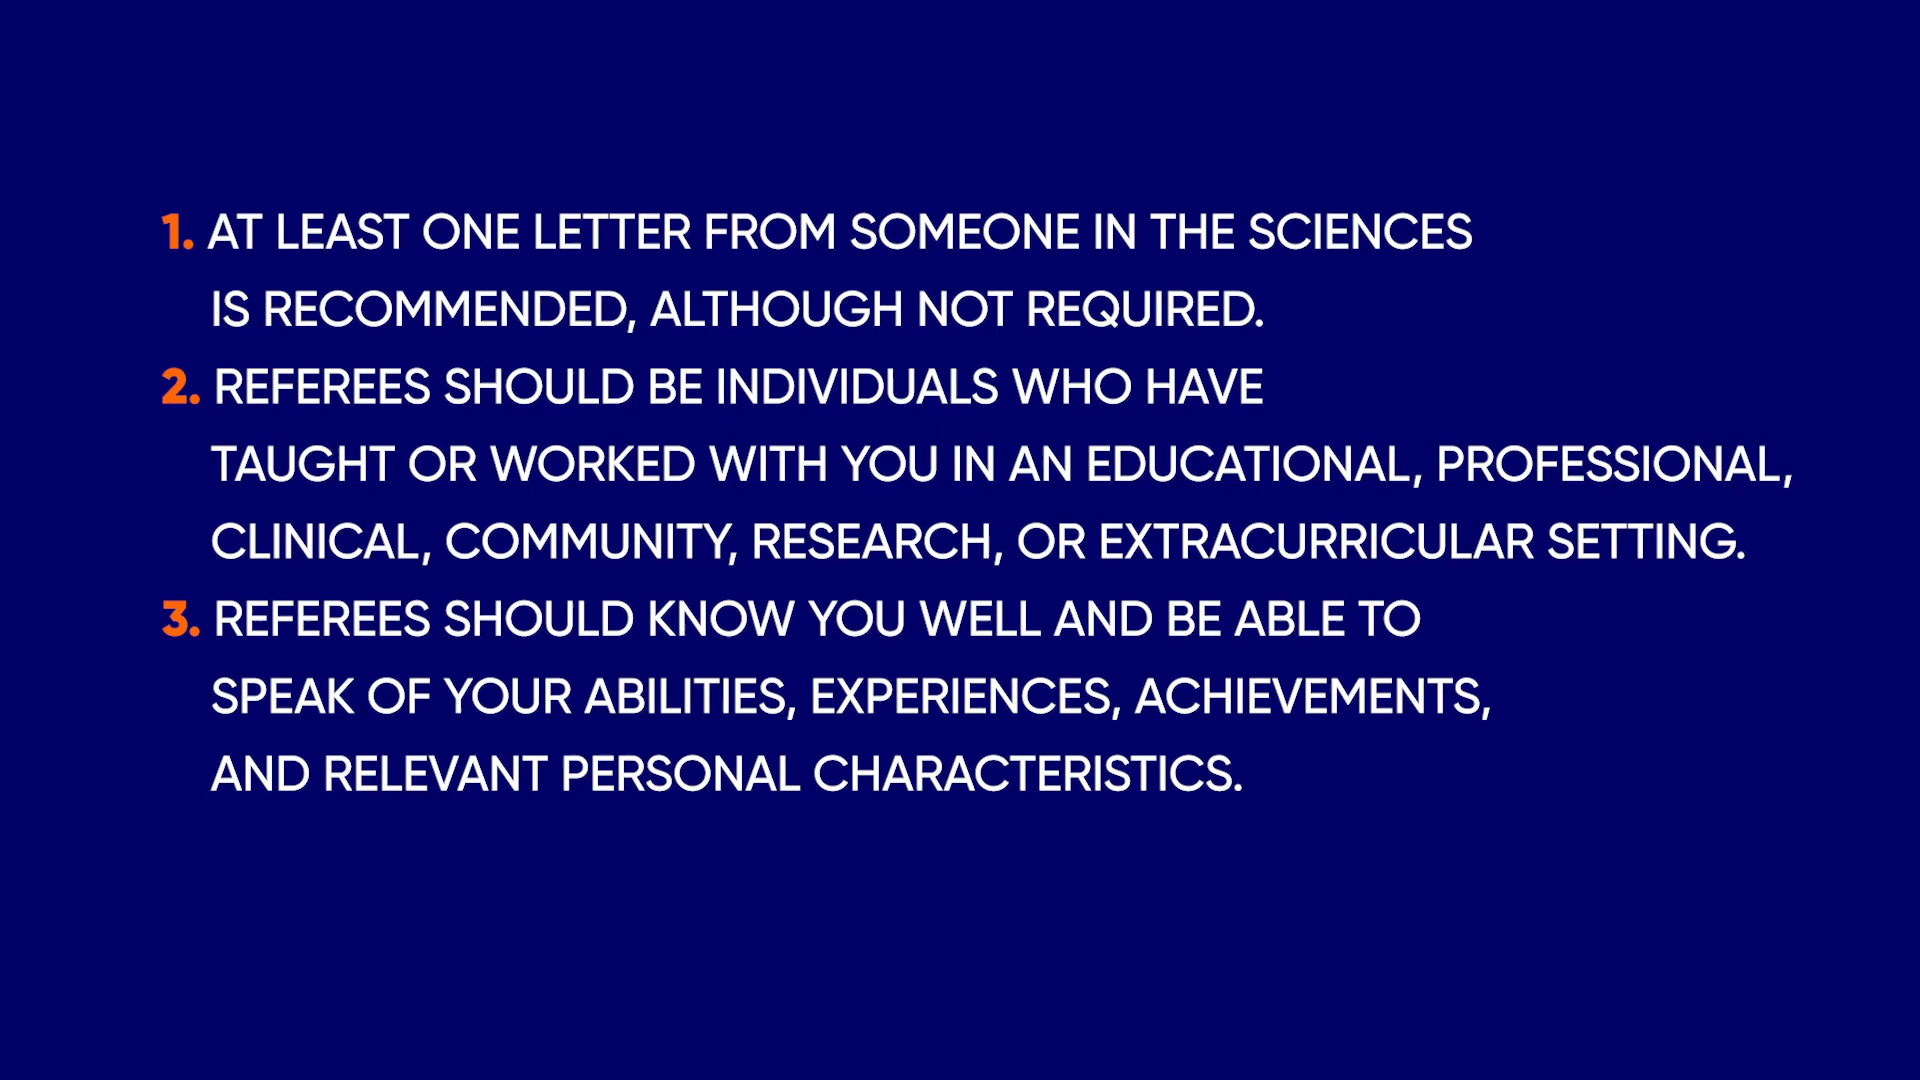 1. AT LEAST ONE LETTER FROM SOMEONE IN THE SCIENCES
IS RECOMMENDED, ALTHOUGH NOT REQUIRED.
2. REFEREES SHOULD BE INDIVIDUALS WHO HAVE
TAUGHT OR WORKED WITH YOU IN AN EDUCATIONAL, PROFESSIONAL,
CLINICAL, COMMUNITY, RESEARCH, OR EXTRACURRICULAR SETTING.
3. REFEREES SHOULD KNOW YOU WELL AND BE ABLE TO
SPEAK OF YOUR ABILITIES, EXPERIENCES, ACHIEVEMENTS,
AND RELEVANT PERSONAL CHARACTERISTICS.